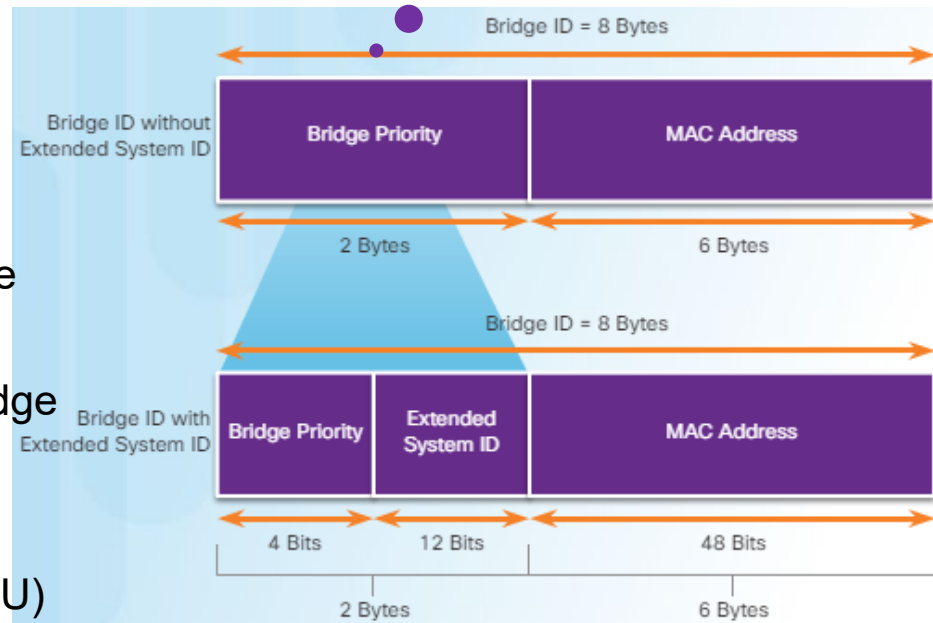 Bridge ID = 8 Bytes
Bridge ID without
Extended System ID
Bridge Priority
MAC Address
2 Bytes
6 Bytes
e
Bridge ID = 8 Bytes
dge
Bridge ID with
Extended System ID
Bridge Priority
Extended
System ID
MAC Address
4 Bits
12 Bits
48 Bits
U)
2 Bytes
6 Bytes